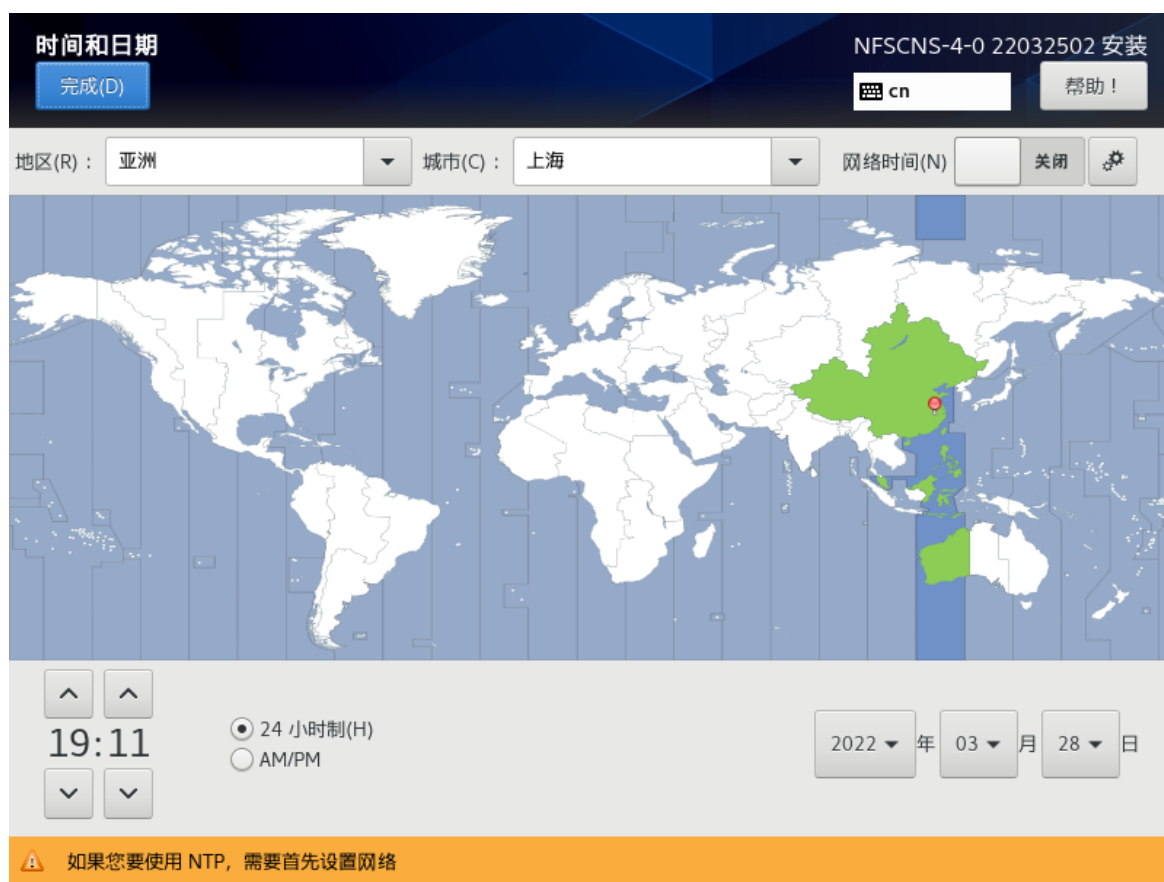 时间和日期
NFSCNS-4-0 22032502 安装
完成(D)
cn
帮助！
地区(R)：
亚洲
城市(C)：
上海
网络时间(N)
关闭
19:11
24 小时制(H)
AM/PM
2022 年 03 月 28 日
如果您要使用 NTP，需要首先设置网络